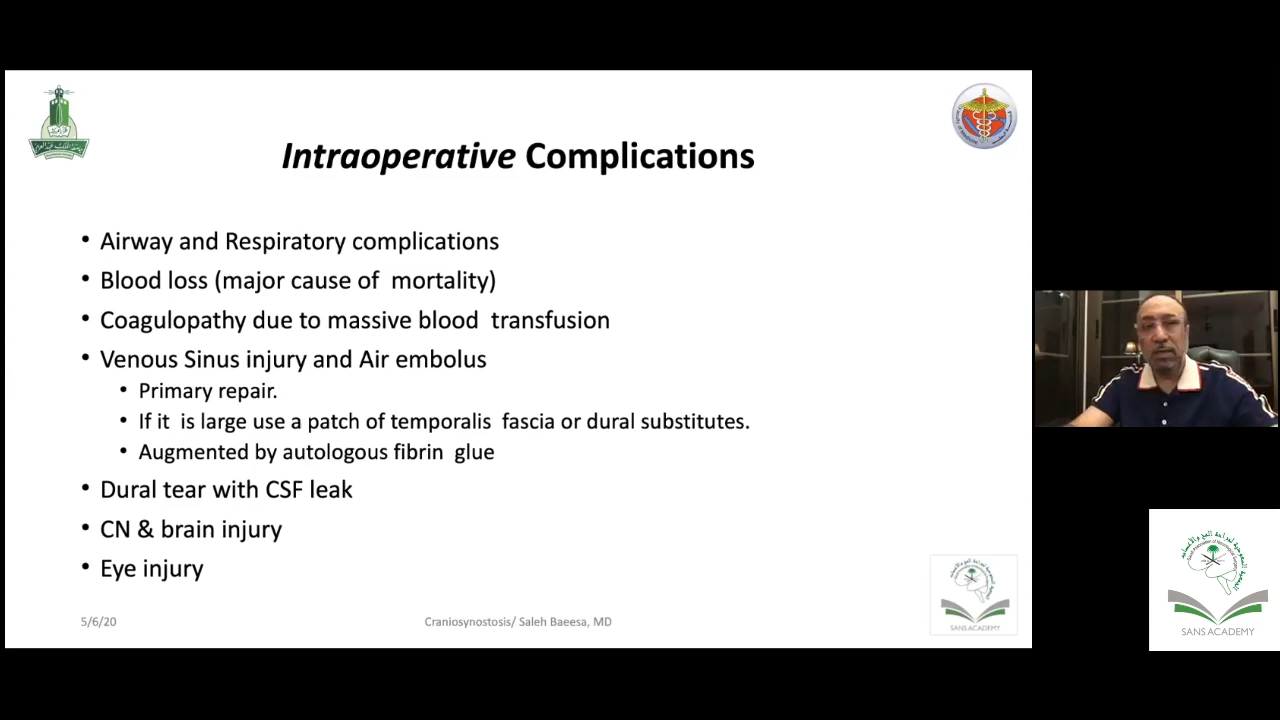 Intraoperative Complications
• Airway and Respiratory complications
• Blood loss (major cause of mortality)
• Coagulopathy due to massive blood transfusion
• Venous Sinus injury and Air embolus
• Primary repair.
• If it is large use a patch of temporalis fascia or dural substitutes.
• Augmented by autologous fibrin glue
• Dural tear with CSF leak
• CN & brain injury
• Eye injury
5/6/20
Craniosynostosis/ Saleh Baeesa, MD
SANS ACADEMY
SANS ACADEMY